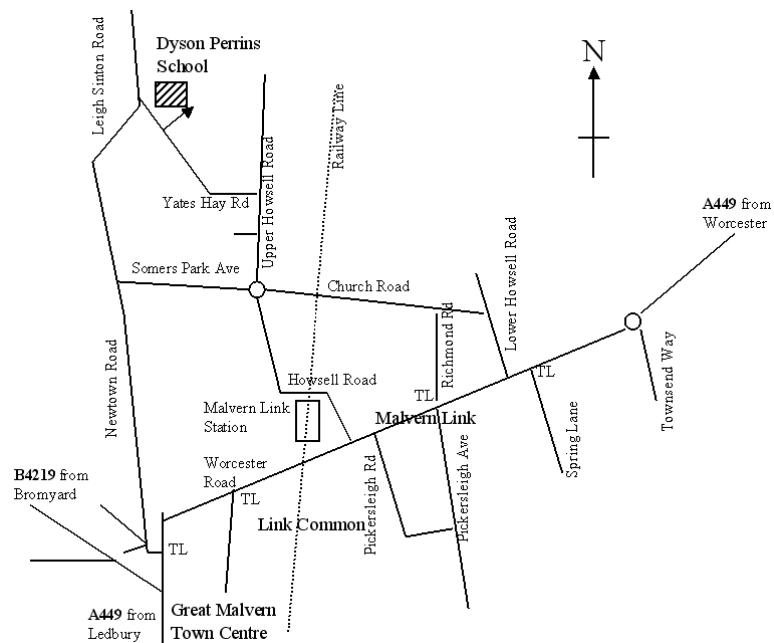 Dyson Perrins
School
Leigh Sinton Road
N
Railway Line
Upper Howsell Road
Yates Hay Rd
A449 from
Worcester
Lower Howsell Road
Somers Park Ave
Church Road
Richmond Rd
Newtown Road
Howsell Road
TL
TL
Townsend Way
Malvern Link
Station
Malvern Link
Spring Lane
Worcester
Road
Pickersleigh Rd
Pickersleigh Ave
B4219 from
Bromyard
TL
Link Common
TL
A449 from
Ledbury
Great Malvern
Town Centre